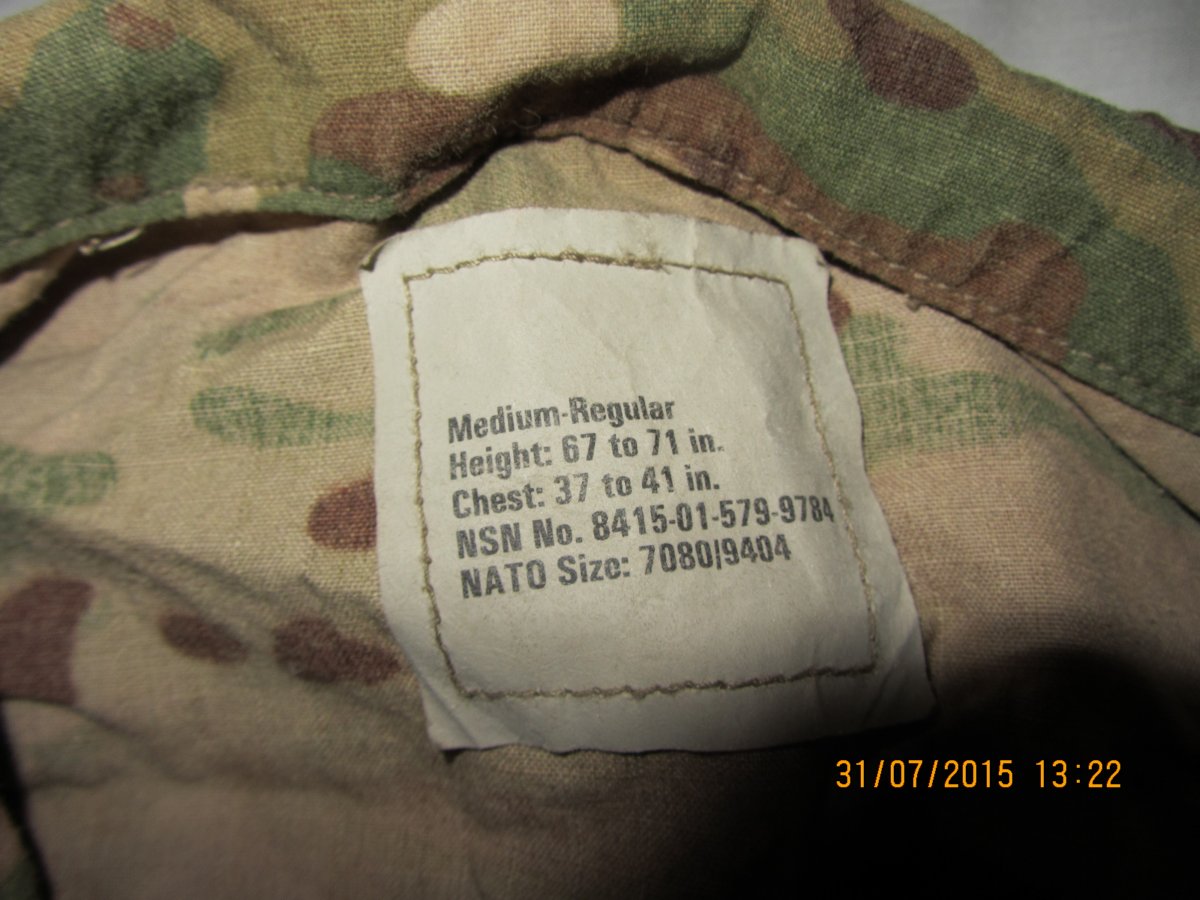 Medium-Regular
Height: 67 to 71 in.
Chest: 37 to 41 in.
NSN No. 8415-01-579-9784
NATO Size: 7080/9404
31/07/2015 13:22